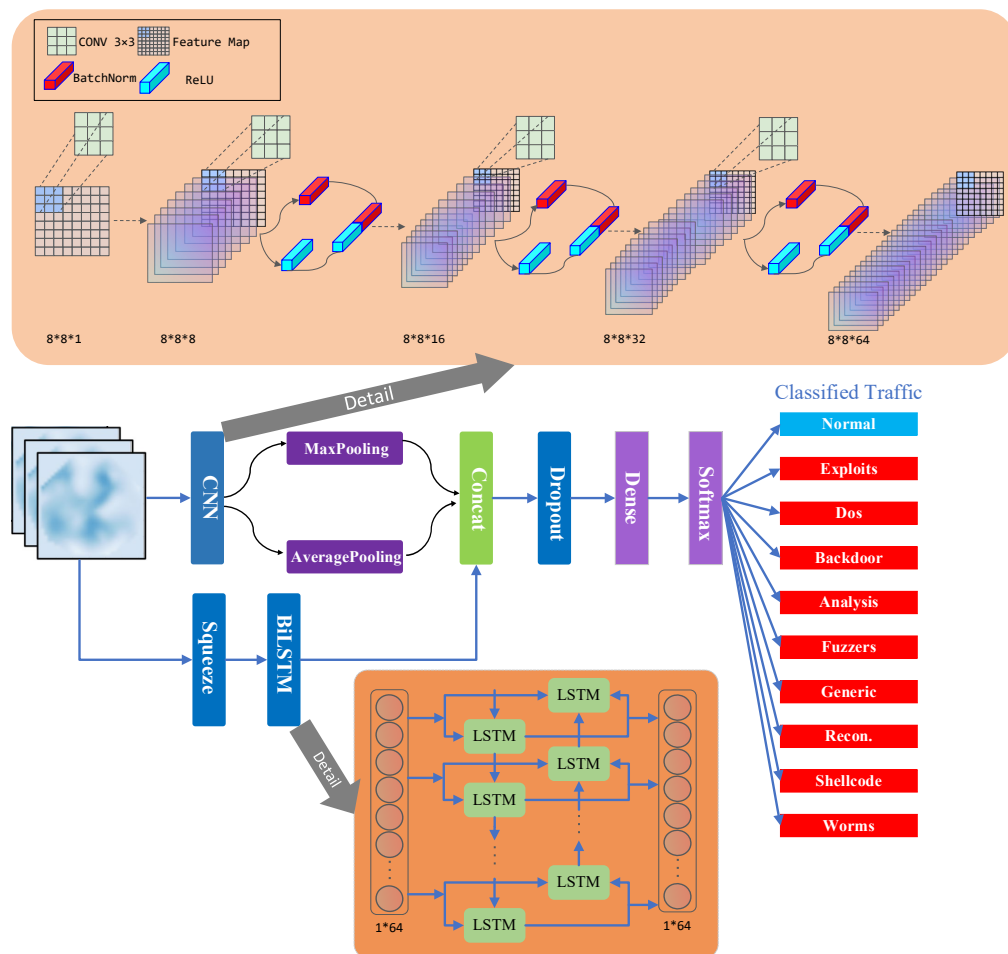 CONV 3×3
Feature Map
BatchNorm
ReLU
8*8*1
8*8*8
8*8*16
8*8*32
8*8*64
Detail
Classified Traffic
CNN
MaxPooling
AveragePooling
Concat
Dropout
Dense
Softmax
Normal
Exploits
Dos
Backdoor
Analysis
Fuzzers
Generic
Recon.
Shellcode
Worms
Squeeze
BiLSTM
Detail
LSTM
LSTM
LSTM
LSTM
LSTM
LSTM
1*64
1*64